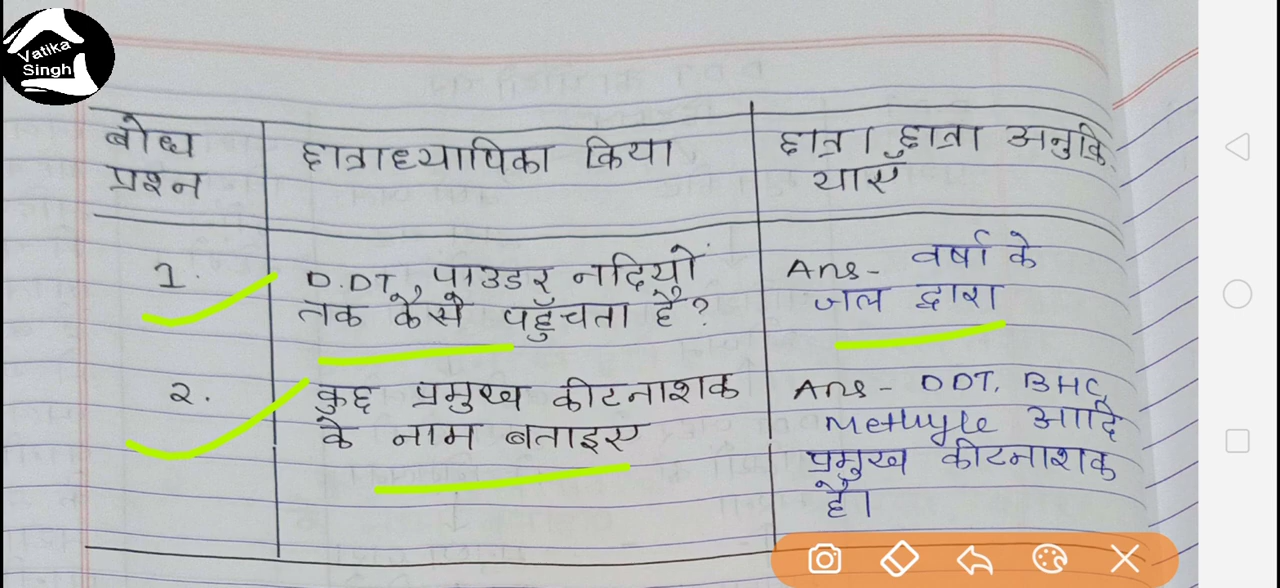 Vatika
Singh
बोध
प्रश्न
छात्राध्यापिका क्रिया
छात्र / छात्रा अनुक्रि
याएं
1.
D.DT, पाउडर नदियों
तक कैसे पहुँचता है?
Ans- वर्षा के
जल द्वारा
2.
कुछ प्रमुख कीटनाशक
के नाम बताइए
Ans- DDT, BHC,
Methyle आदि
प्रमुख कीटनाशक
है।